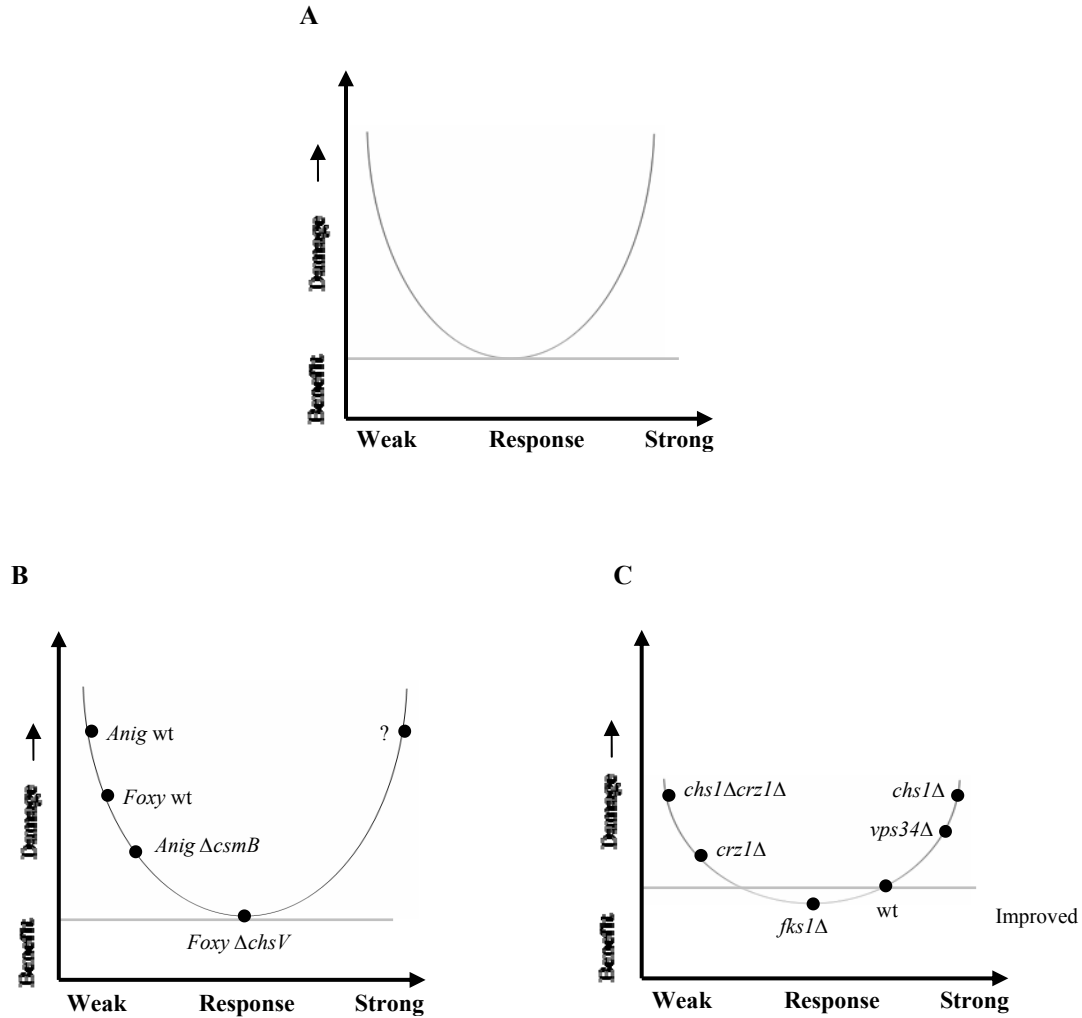 A
Damage
Benefit
Weak Response Strong
B
Anig wt
?
Foxy wt
Anig ΔcsmB
Foxy ΔchsV
Damage
Benefit
Weak Response Strong
C
chs1Δcrz1Δ
chs1Δ
vps34Δ
crz1Δ
wt
fks1Δ
Improved
Damage
Benefit
Weak Response Strong